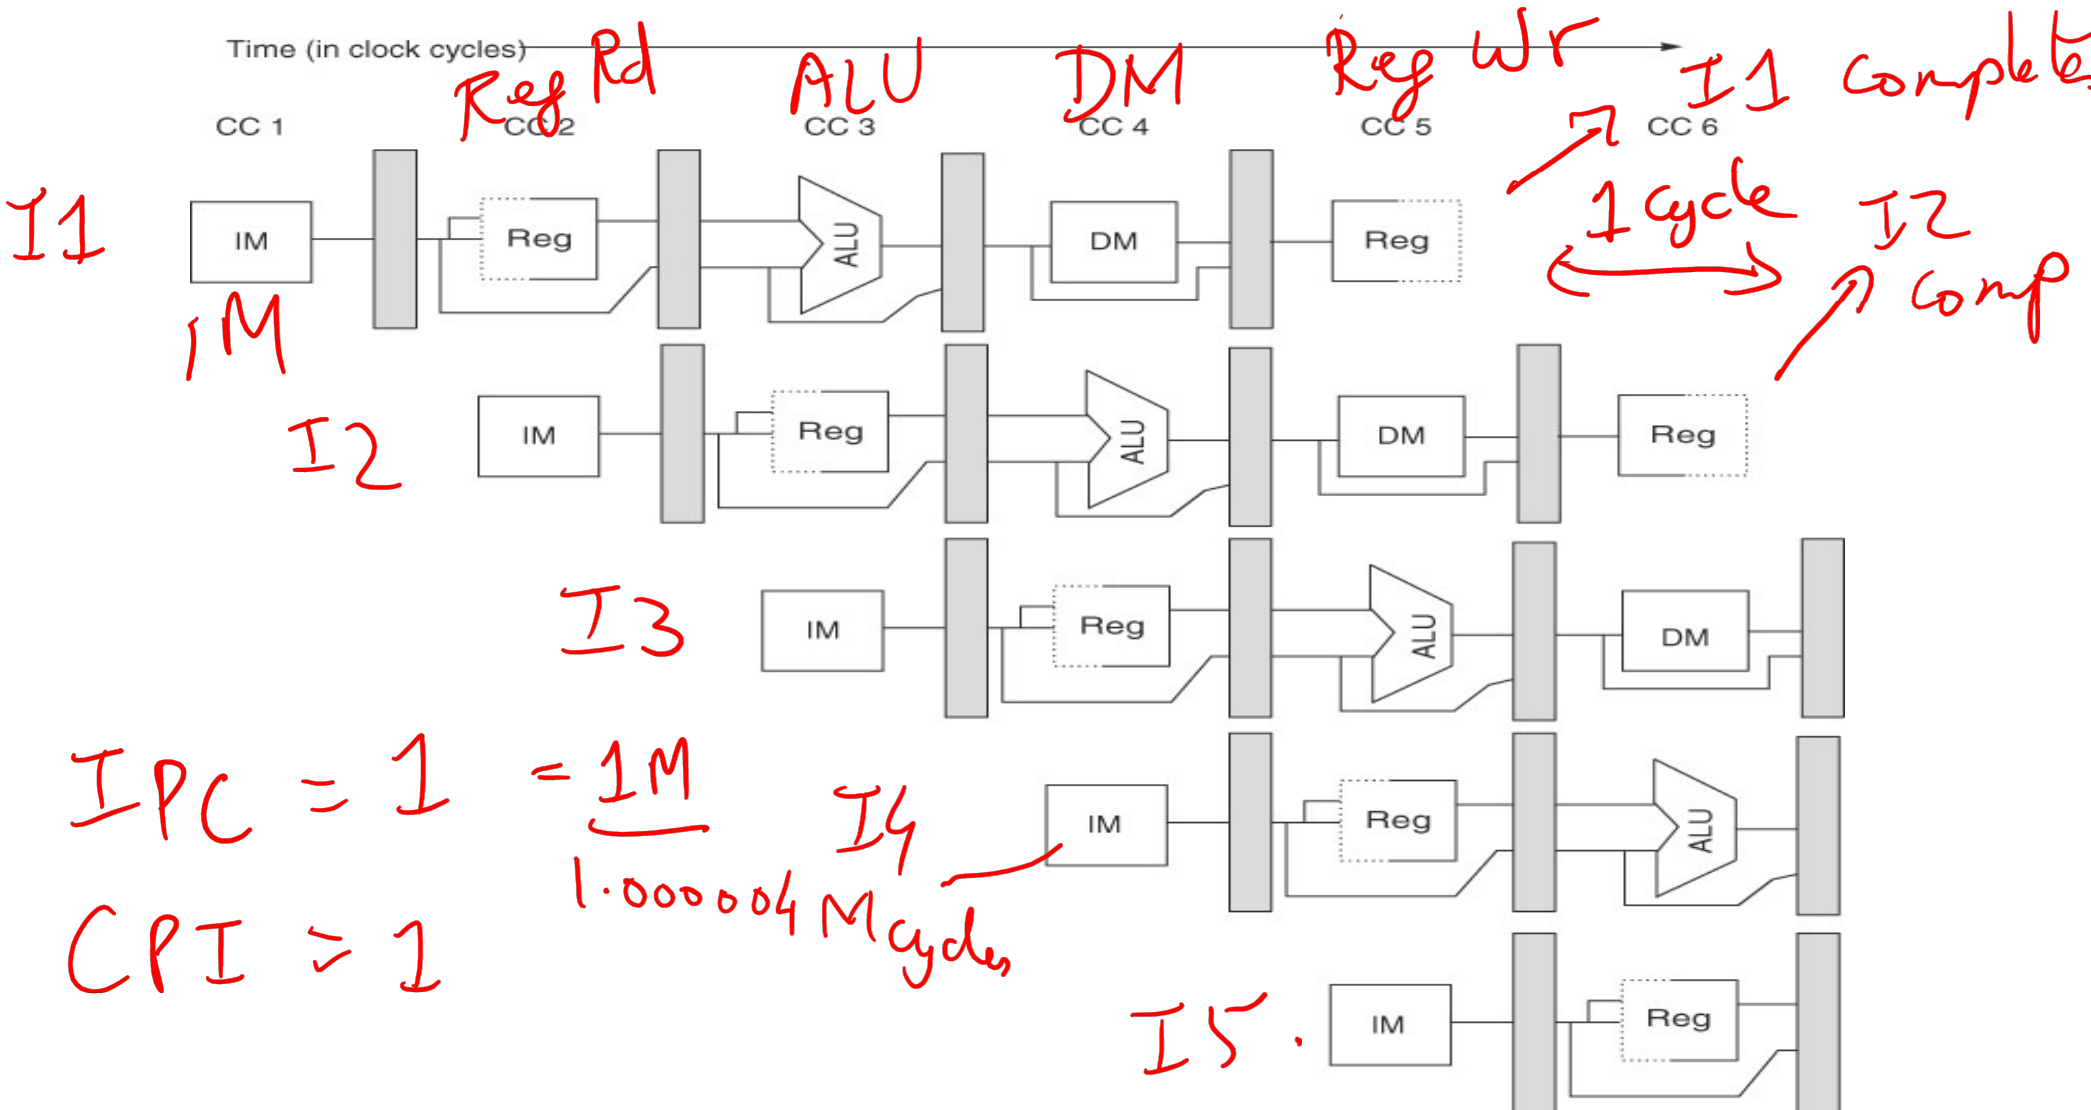 Time (in clock cycles)
Reg Rd ALU DM Reg Wr I1 completes
CC 1 CC 2 CC 3 CC 4 CC 5 CC 6
I1 IM Reg ALU DM Reg 1 cycle I2
IM comp
I2 IM Reg ALU DM Reg
I3 IM Reg ALU DM
IPC = 1 = 1M I4 IM Reg ALU
1.000004 M cycles
CPI = 1
I5 . IM Reg